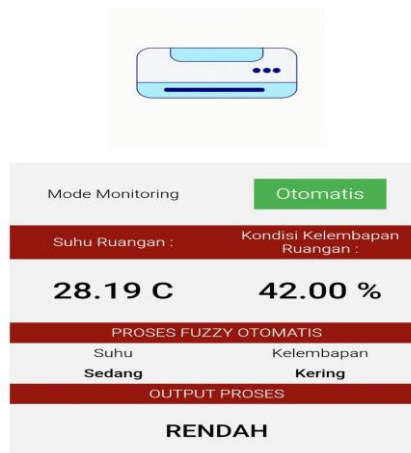 Mode Monitoring Otomatis
Suhu Ruangan : Kondisi Kelembapan
Ruangan :
28.19 C 42.00 %
PROSES FUZZY OTOMATIS
Suhu Kelembapan
Sedang Kering
OUTPUT PROSES
RENDAH